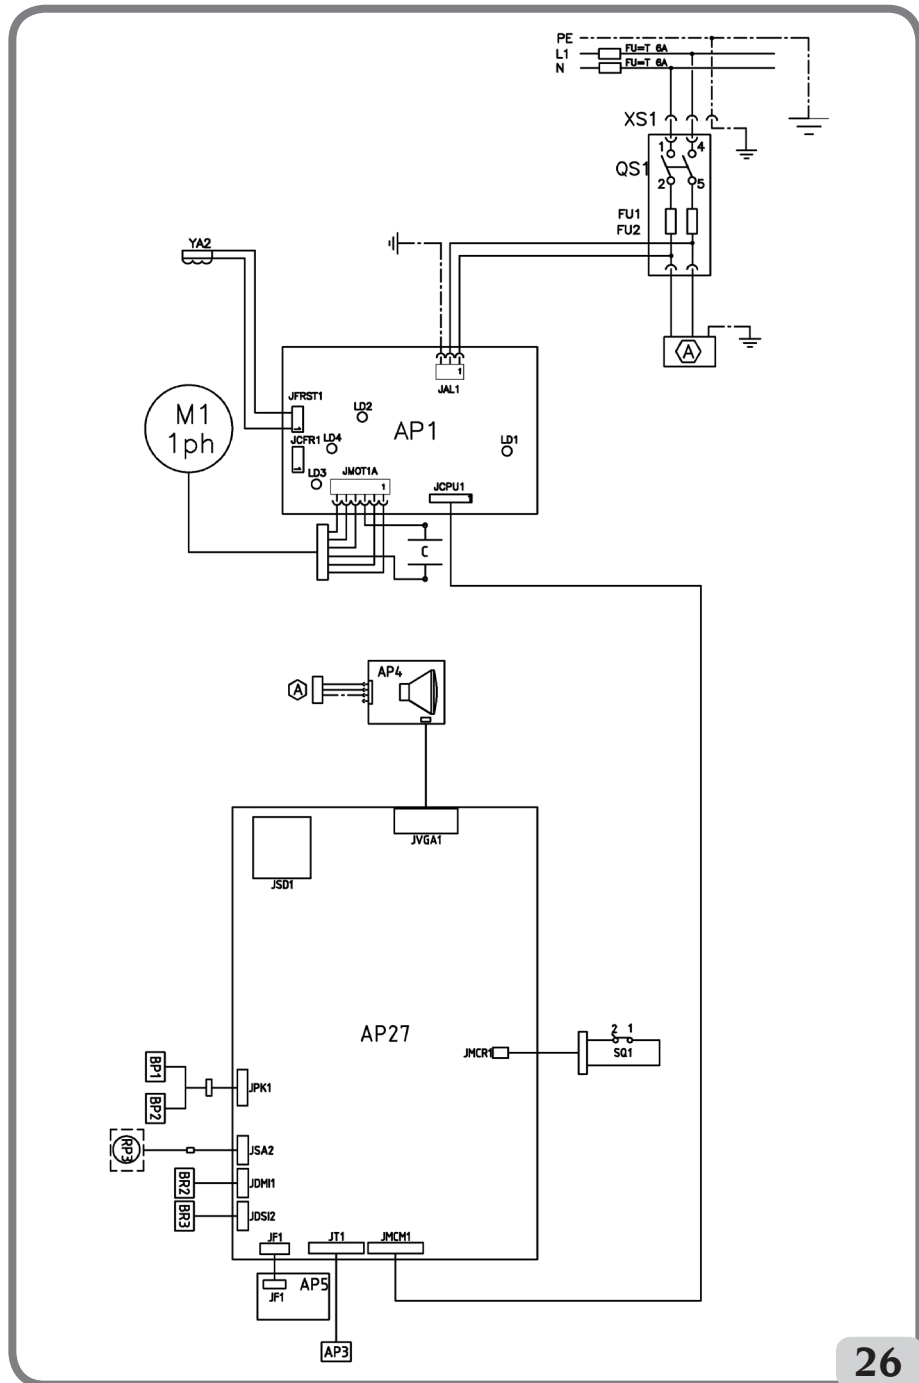 PE
L1 FU=T 6A
N FU=T 6A
XS1
1 4
QS1
2 5
FU1
FU2
YA2
A
JAL1
1
JFRST1
1
LD2
M1
1ph
AP1
JCFR1
1
LD4
LD1
LD3
JMOT1A
1
JCPU1
C
A
AP4
JVGA1
JSD1
AP27
2 1
SQ1
JMCR1
BP1
BP2
JPK1
RP3
JSA2
BR2
JDMI1
BR3
JDSI2
JF1
JT1
JMCM1
JF1
AP5
AP3
26